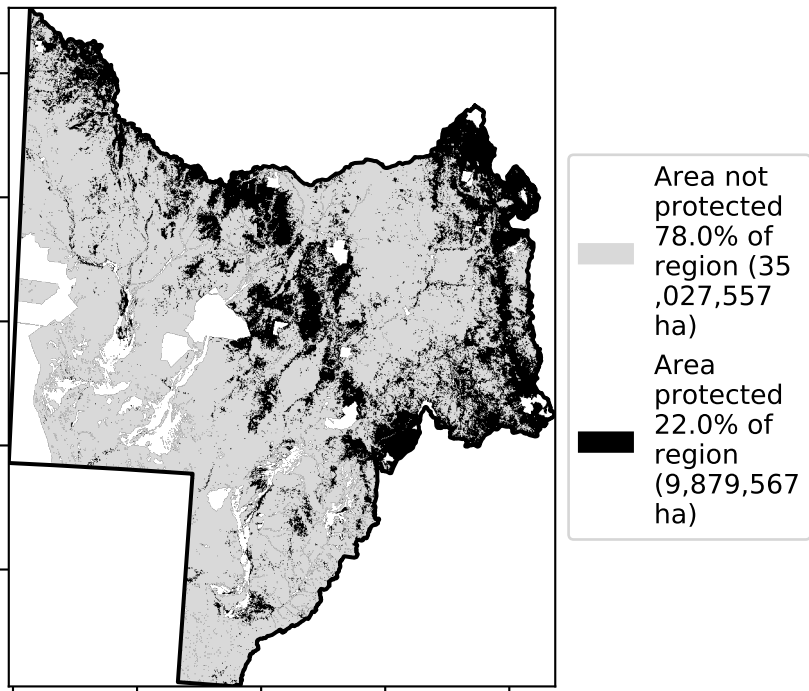 Area not
protected
78.0% of
region (35
,027,557
ha)
Area
protected
22.0% of
region
(9,879,567
ha)